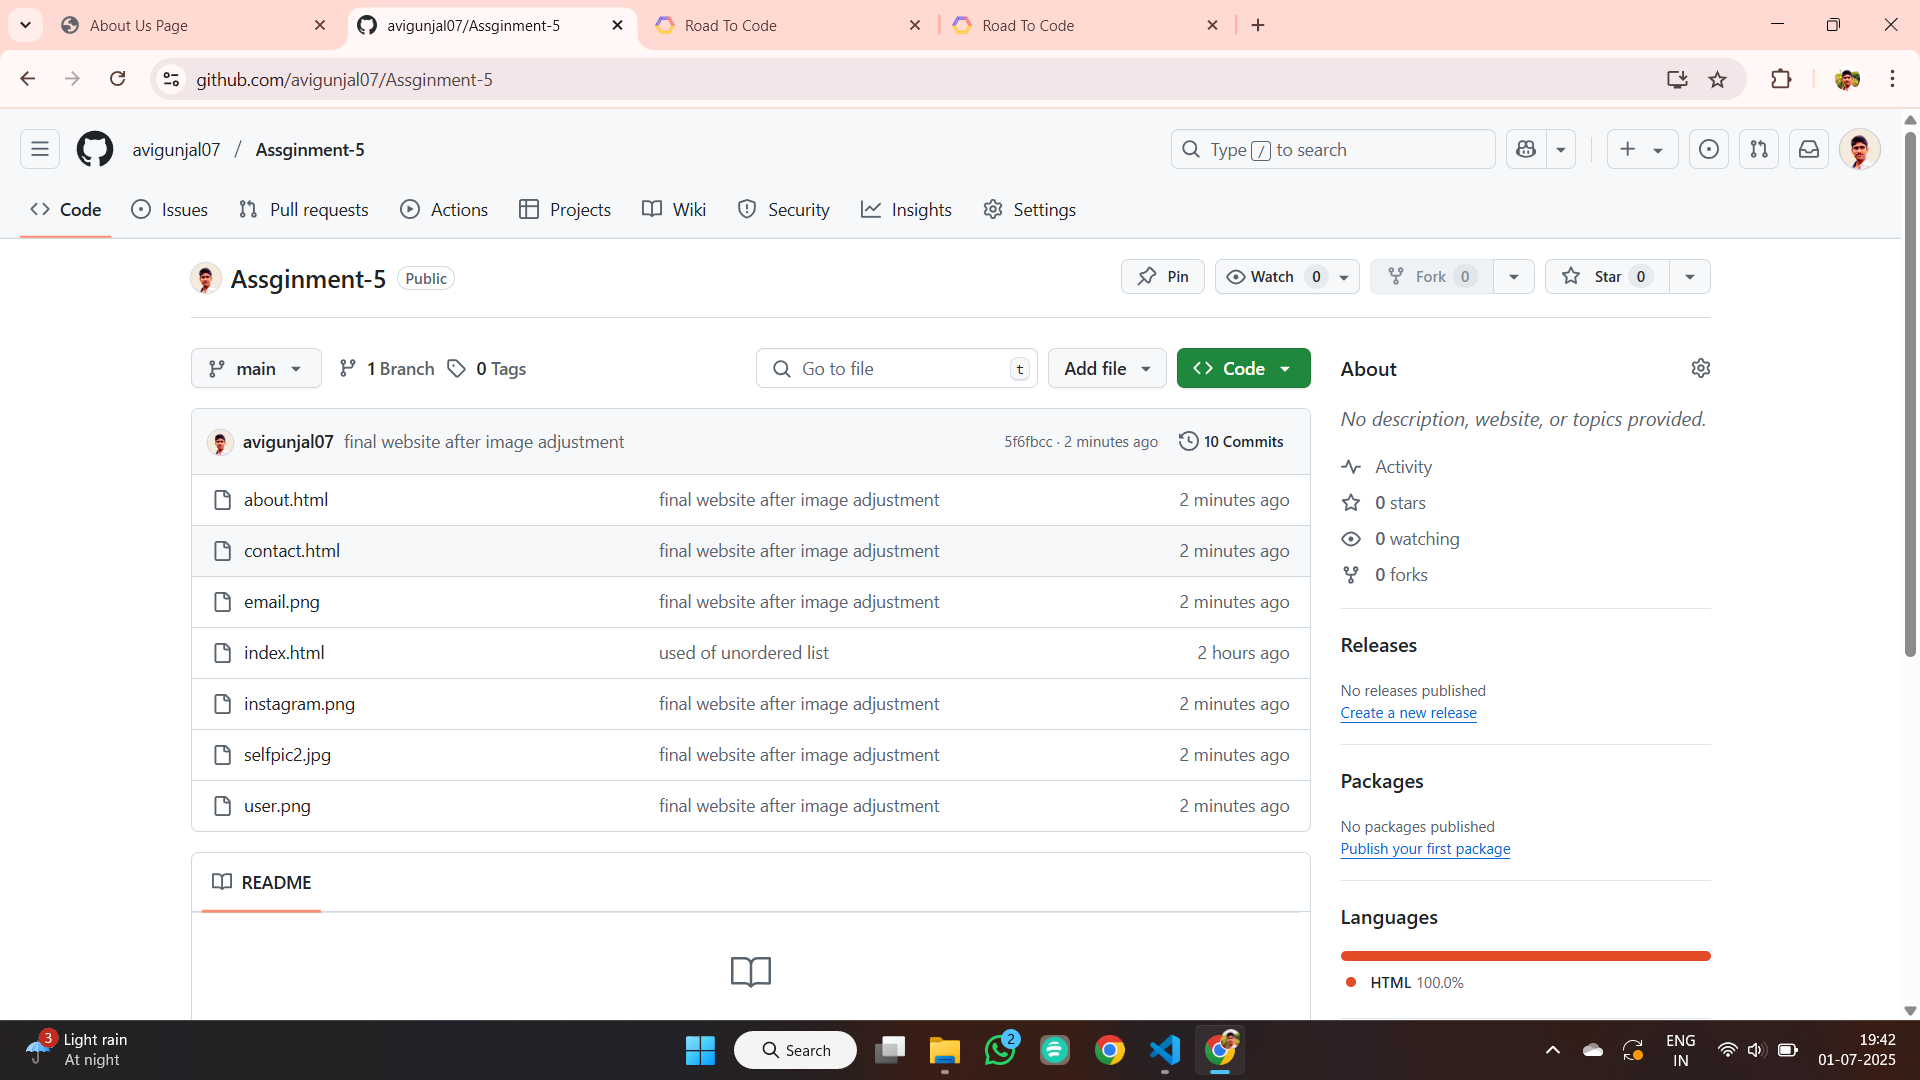 About Us Page
avigunjal07/Assginment-5
Road To Code
Road To Code
github.com/avigunjal07/Assginment-5
avigunjal07 / Assginment-5
Type / to search
Code
Issues
Pull requests
Actions
Projects
Wiki
Security
Insights
Settings
Assginment-5 Public
Pin
Watch 0
Fork 0
Star 0
main
1 Branch
0 Tags
Go to file t
Add file
Code
avigunjal07 final website after image adjustment 5f6fbcc · 2 minutes ago 10 Commits
about.html final website after image adjustment 2 minutes ago
contact.html final website after image adjustment 2 minutes ago
email.png final website after image adjustment 2 minutes ago
index.html used of unordered list 2 hours ago
instagram.png final website after image adjustment 2 minutes ago
selfpic2.jpg final website after image adjustment 2 minutes ago
user.png final website after image adjustment 2 minutes ago
README
About
No description, website, or topics provided.
Activity
0 stars
0 watching
0 forks
Releases
No releases published
Create a new release
Packages
No packages published
Publish your first package
Languages
HTML 100.0%
3
Light rain
At night
Search
2
ENG
IN
19:42
01-07-2025